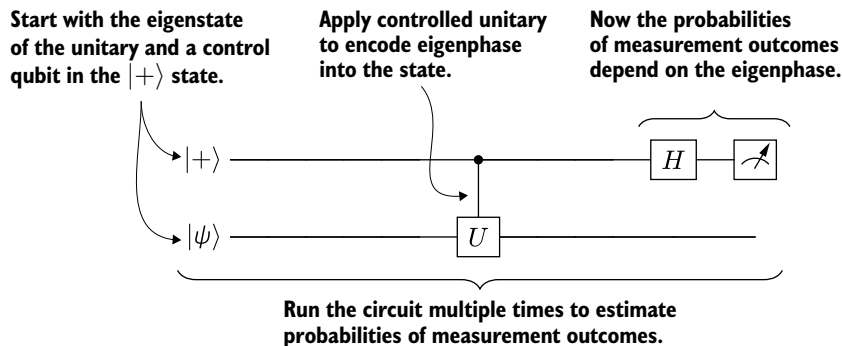 Start with the eigenstate
of the unitary and a control
qubit in the |+⟩ state.
Apply controlled unitary
to encode eigenphase
into the state.
Now the probabilities
of measurement outcomes
depend on the eigenphase.
|+⟩
H
|ψ⟩
U
Run the circuit multiple times to estimate
probabilities of measurement outcomes.